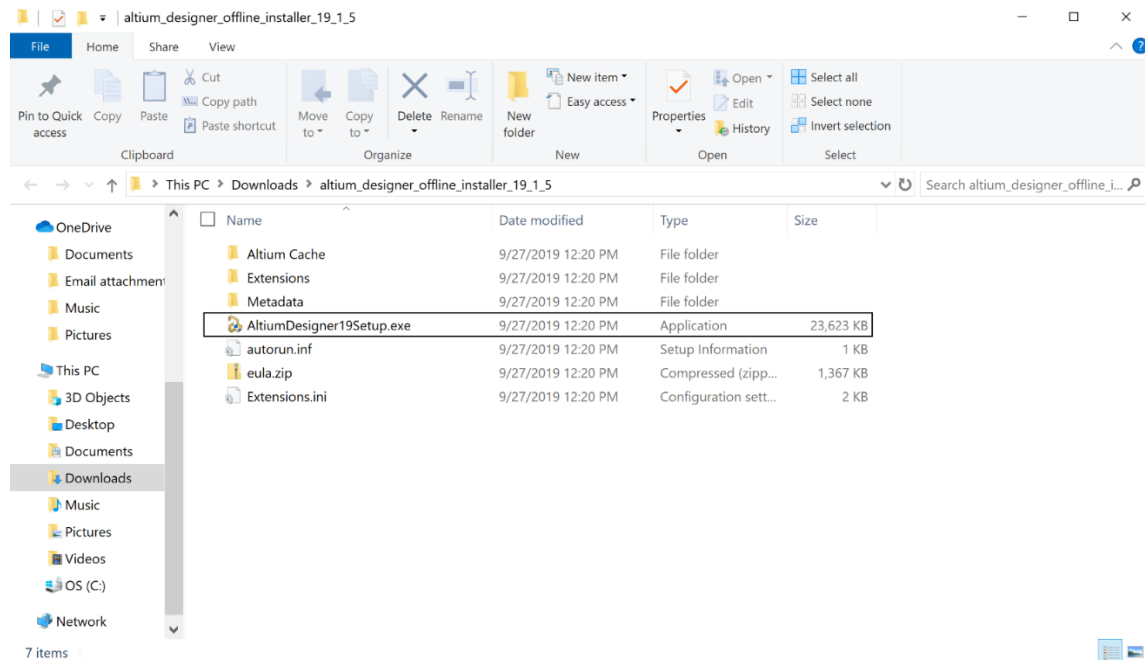 altium_designer_offline_installer_19_1_5
File Home Share View
Pin to Quick access
Copy
Paste
Cut
Copy path
Paste shortcut
Clipboard
Move to
Copy to
Delete
Rename
Organize
New folder
New item
Easy access
New
Properties
Open
Edit
History
Open
Select all
Select none
Invert selection
Select
This PC > Downloads > altium_designer_offline_installer_19_1_5
Search altium_designer_offline_i...
OneDrive
Documents
Email attachment
Music
Pictures
This PC
3D Objects
Desktop
Documents
Downloads
Music
Pictures
Videos
OS (C:)
Network
Name Date modified Type Size
Altium Cache 9/27/2019 12:20 PM File folder
Extensions 9/27/2019 12:20 PM File folder
Metadata 9/27/2019 12:20 PM File folder
AltiumDesigner19Setup.exe 9/27/2019 12:20 PM Application 23,623 KB
autorun.inf 9/27/2019 12:20 PM Setup Information 1 KB
eula.zip 9/27/2019 12:20 PM Compressed (zipp... 1,367 KB
Extensions.ini 9/27/2019 12:20 PM Configuration sett... 2 KB
7 items